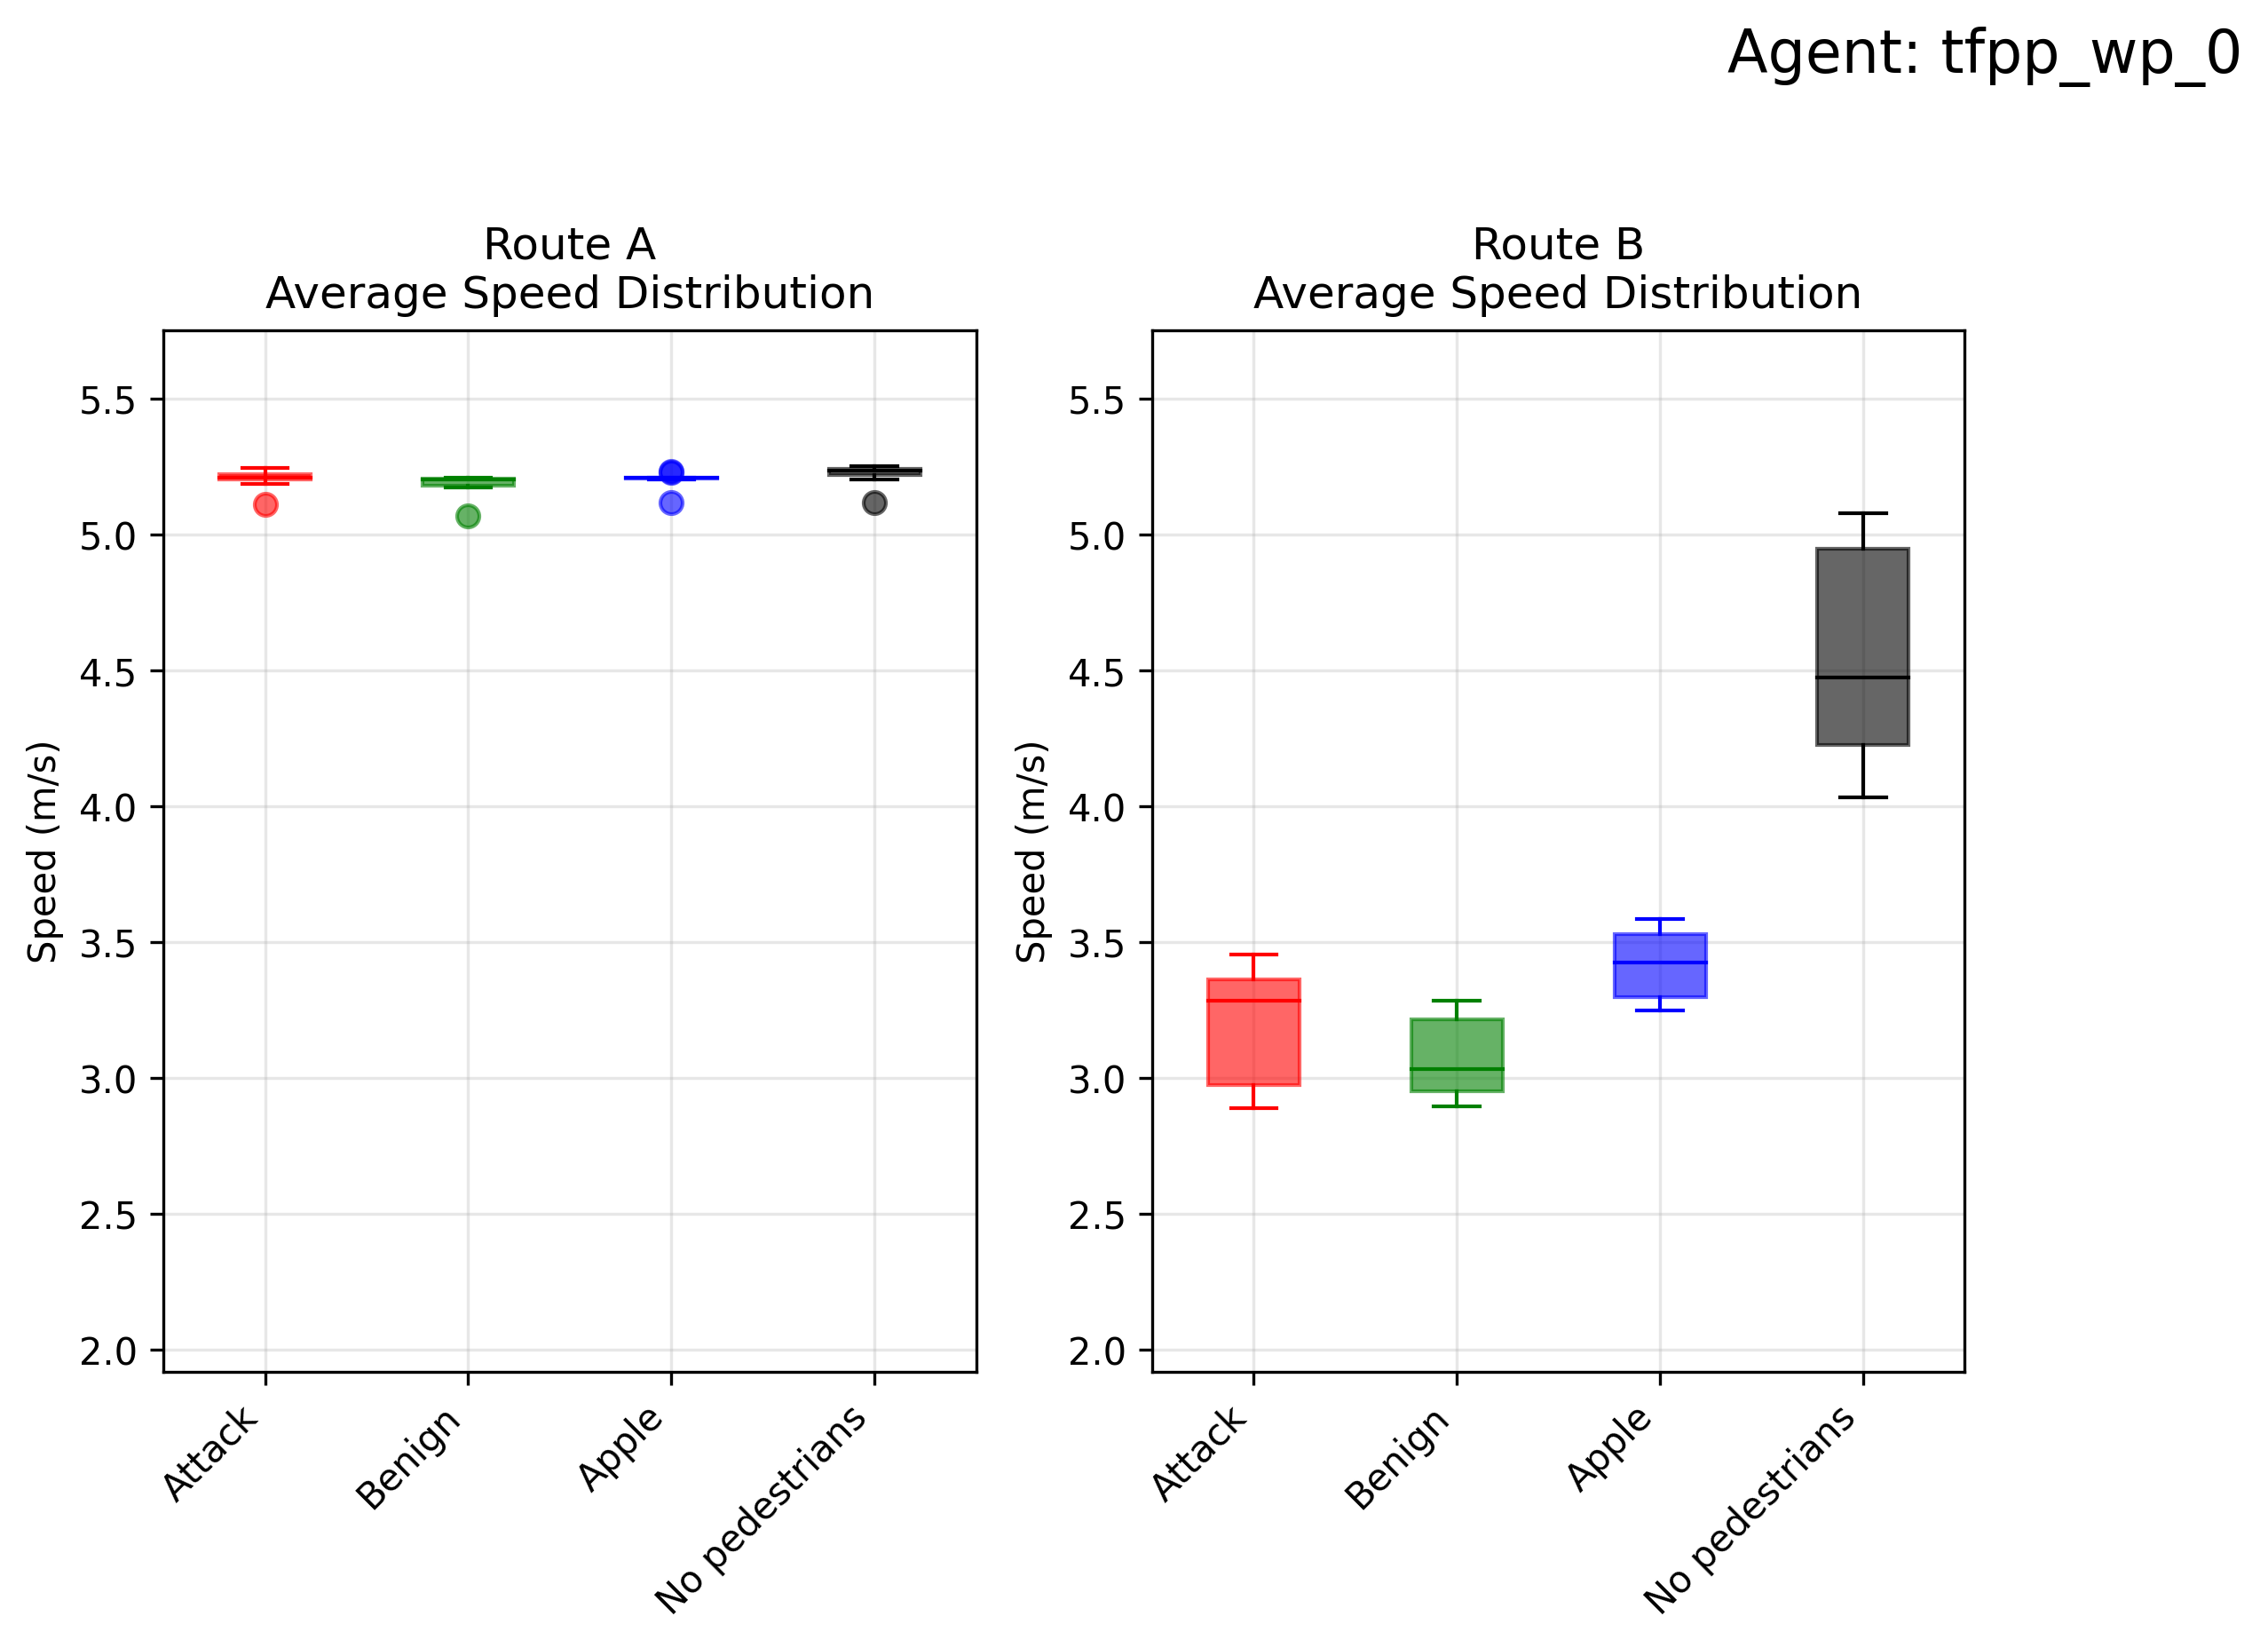 Agent: tfpp_wp_0
Route A
Average Speed Distribution
Speed (m/s)
5.5
5.0
4.5
4.0
3.5
3.0
2.5
2.0
Attack
Benign
Apple
No pedestrians
Route B
Average Speed Distribution
Speed (m/s)
5.5
5.0
4.5
4.0
3.5
3.0
2.5
2.0
Attack
Benign
Apple
No pedestrians